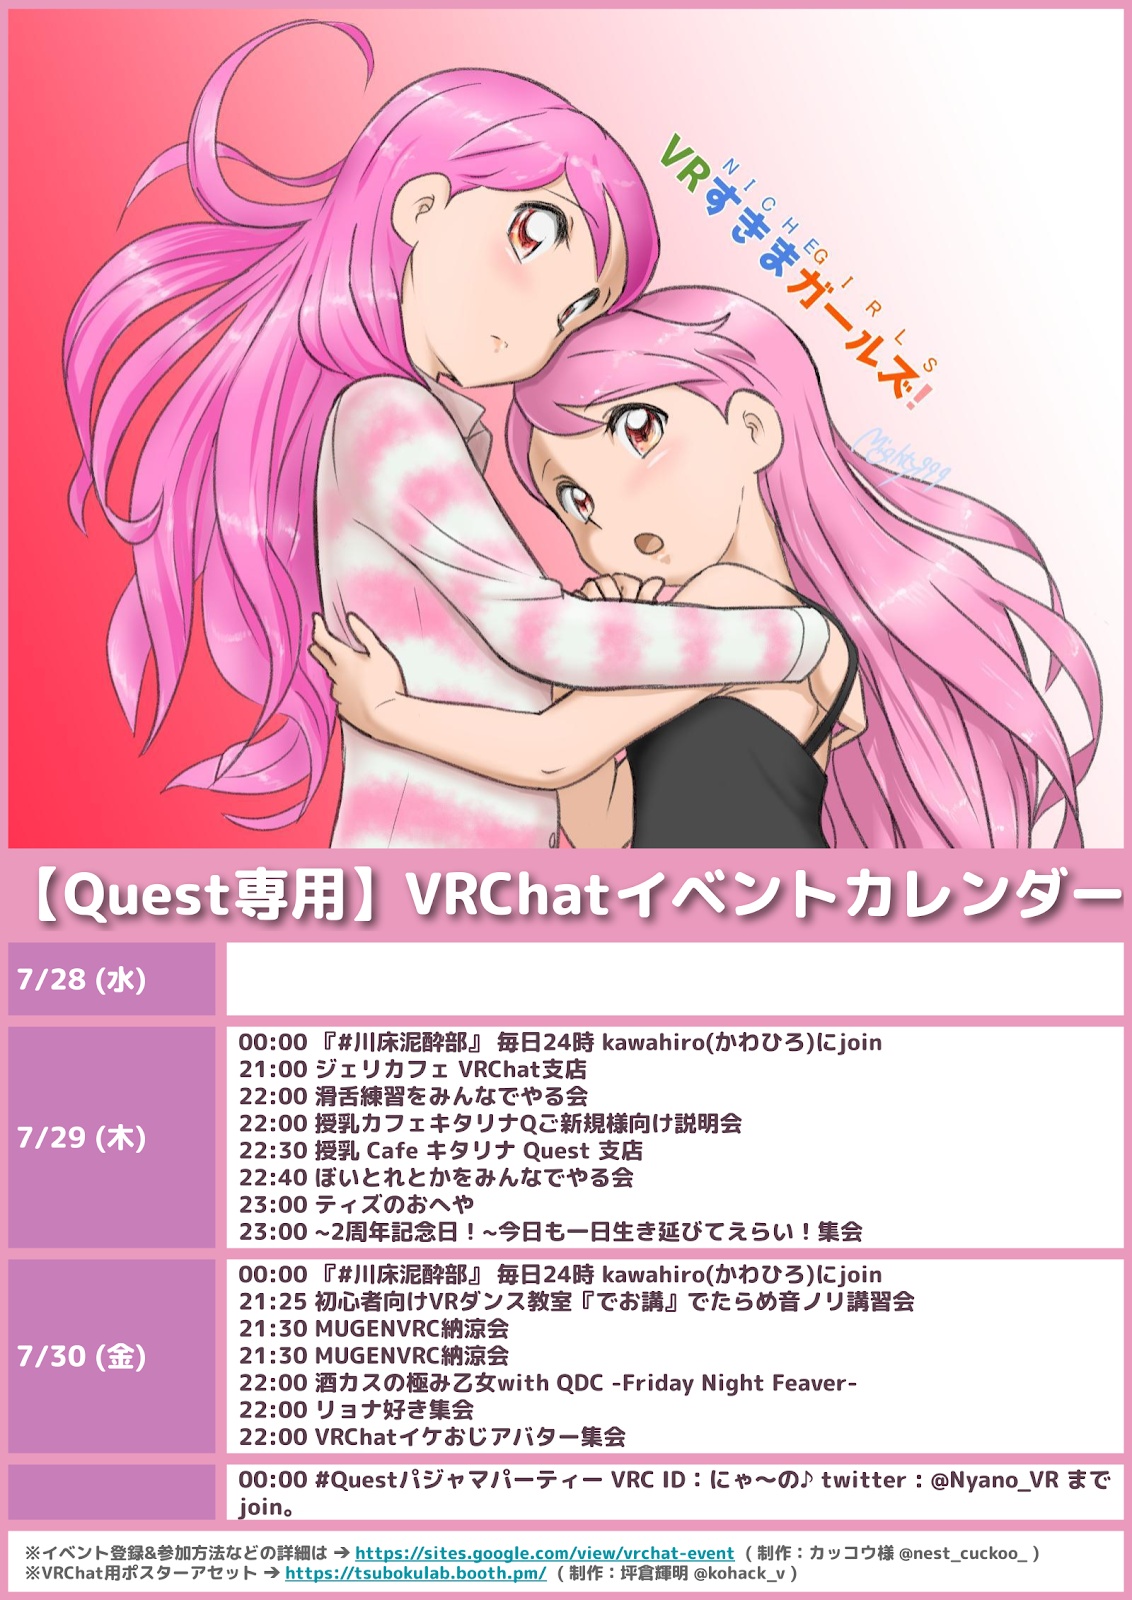 NICHE GIRLS
VRすきまガールズ!
Mighty999
【Quest専用】VRChatイベントカレンダー
7/28 (水)
7/29 (木)
00:00 『#川床泥酔部』 毎日24時 kawahiro(かわひろ)にjoin
21:00 ジェリカフェ VRChat支店
22:00 滑舌練習をみんなでやる会
22:00 授乳カフェキタリナQご新規様向け説明会
22:30 授乳 Cafe キタリナ Quest 支店
22:40 ぼいとれとかをみんなでやる会
23:00 ティズのおへや
23:00 ~2周年記念日！~今日も一日生き延びてえらい！集会
7/30 (金)
00:00 『#川床泥酔部』 毎日24時 kawahiro(かわひろ)にjoin
21:25 初心者向けVRダンス教室『でお講』でたらめ音ノリ講習会
21:30 MUGENVRC納涼会
21:30 MUGENVRC納涼会
22:00 酒カスの極み乙女with QDC -Friday Night Feaver-
22:00 リョナ好き集会
22:00 VRChatイケおじアバター集会
00:00 #Questパジャマパーティー VRC ID：にゃ〜の♪ twitter：@Nyano_VR まで
join。
※イベント登録&参加方法などの詳細は → https://sites.google.com/view/vrchat-event （制作：カッコウ様 @nest_cuckoo_）
※VRChat用ポスターアセット → https://tsubokulab.booth.pm/ （制作：坪倉輝明 @kohack_v）